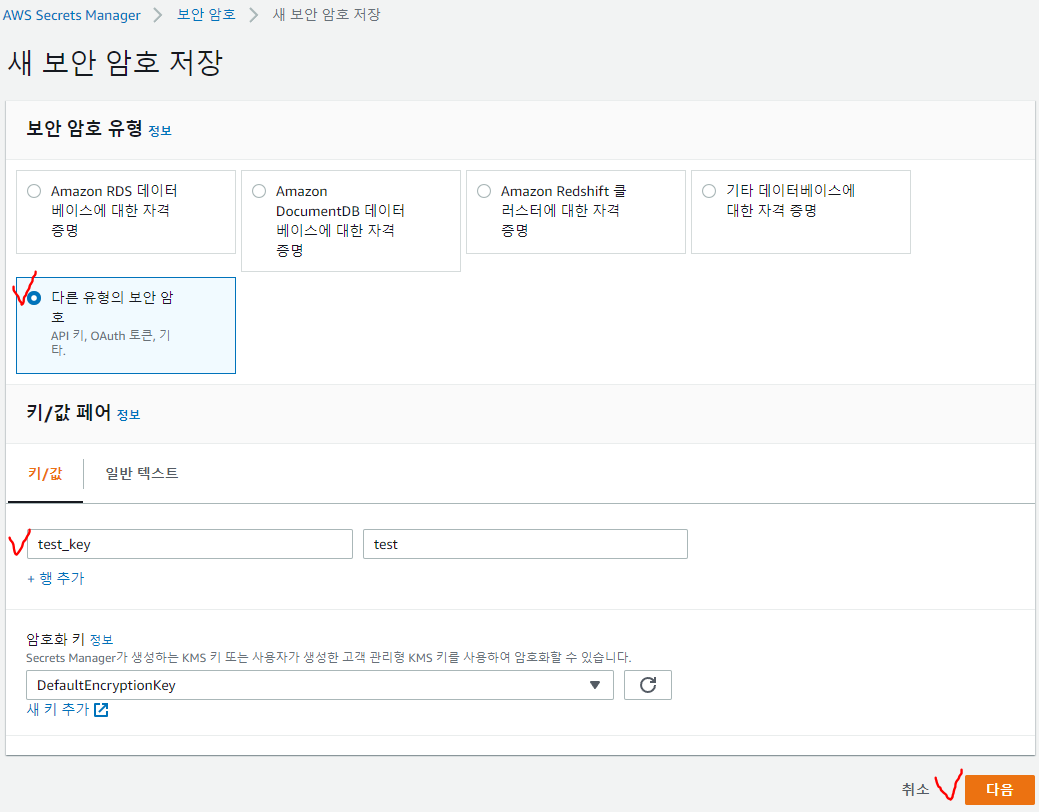 AWS Secrets Manager > 보안 암호 > 새 보안 암호 저장
새 보안 암호 저장
보안 암호 유형 정보
Amazon RDS 데이터
베이스에 대한 자격
증명
Amazon
DocumentDB 데이터
베이스에 대한 자격
증명
Amazon Redshift 클
러스터에 대한 자격
증명
기타 데이터베이스에
대한 자격 증명
다른 유형의 보안 암
호
API 키, OAuth 토큰, 기
타.
키/값 페어 정보
키/값 일반 텍스트
test_key test
+ 행 추가
암호화 키 정보
Secrets Manager가 생성하는 KMS 키 또는 사용자가 생성한 고객 관리형 KMS 키를 사용하여 암호화할 수 있습니다.
DefaultEncryptionKey
새 키 추가
취소 다음